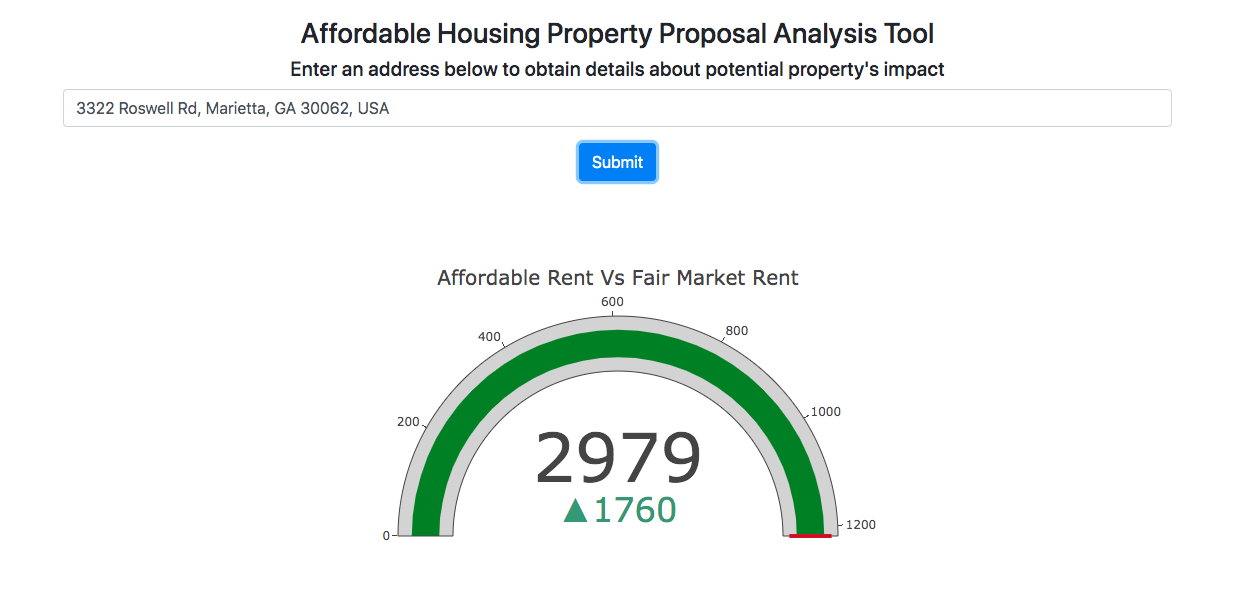 Affordable Housing Property Proposal Analysis Tool
Enter an address below to obtain details about potential property's impact
3322 Roswell Rd, Marietta, GA 30062, USA
Submit
Affordable Rent Vs Fair Market Rent
600
400
800
200
1000
2979
▲1760
0
1200